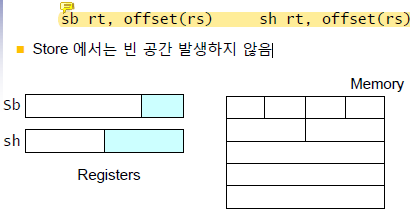 sb rt, offset(rs) sh rt, offset(rs)
Store 에서는 빈 공간 발생하지 않음
Memory
Sb
sh
Registers